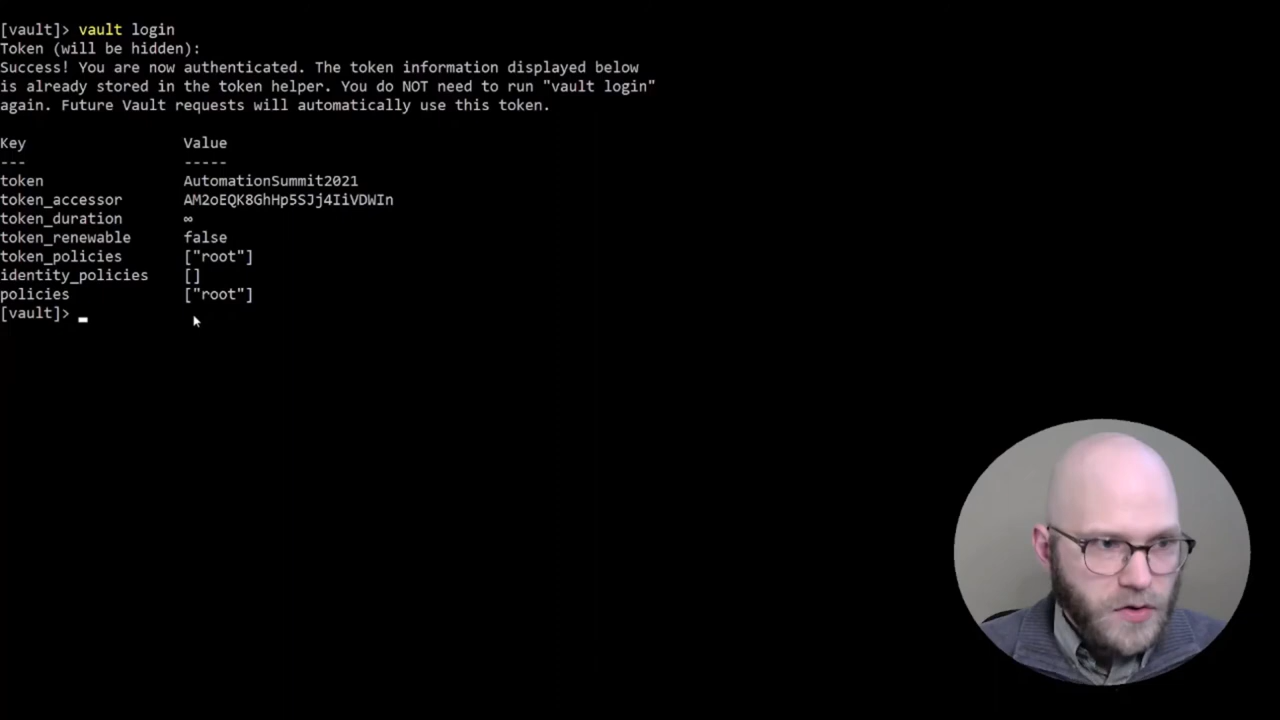 [vault]> vault login
Token (will be hidden):
Success! You are now authenticated. The token information displayed below
is already stored in the token helper. You do NOT need to run "vault login"
again. Future Vault requests will automatically use this token.
Key Value
--- -----
token AutomationSummit2021
token_accessor AM2oEQK8GhHp5SJj4IiVDWIn
token_duration ∞
token_renewable false
token_policies ["root"]
identity_policies []
policies ["root"]
[vault]>